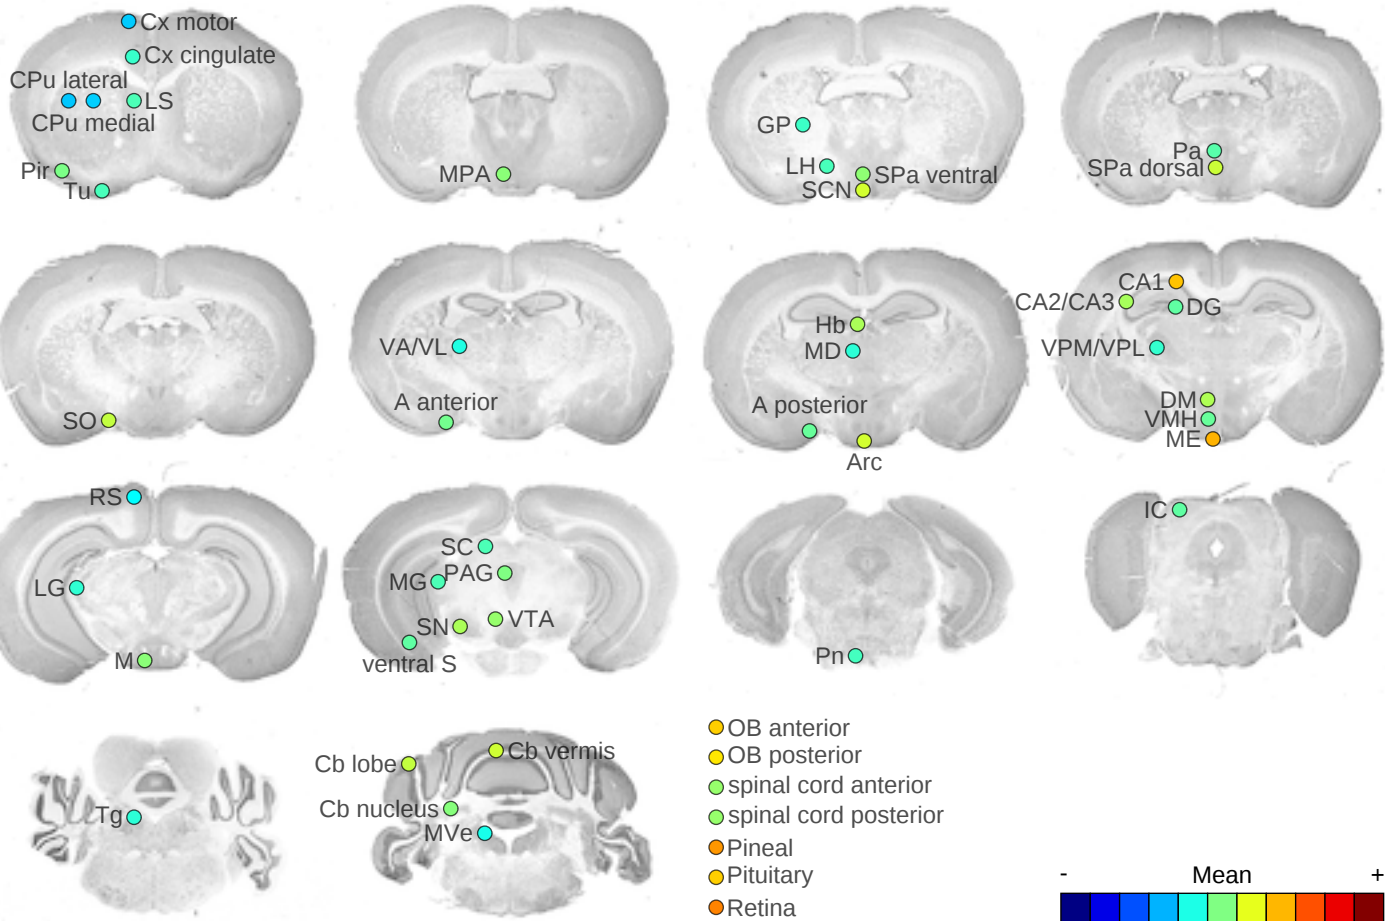 Cx motor
Cx cingulate
CPu lateral
LS
CPu medial
Pir
Tu
MPA
GP
LH
SPa ventral
SCN
Pa
SPa dorsal
SO
VA/VL
A anterior
Hb
MD
A posterior
Arc
CA1
CA2/CA3
DG
VPM/VPL
DM
VMH
ME
RS
LG
M
SC
MG
PAG
SN
VTA
ventral S
Pn
IC
Tg
Cb lobe
Cb vermis
Cb nucleus
MVe
OB anterior
OB posterior
spinal cord anterior
spinal cord posterior
Pineal
Pituitary
Retina
- Mean +